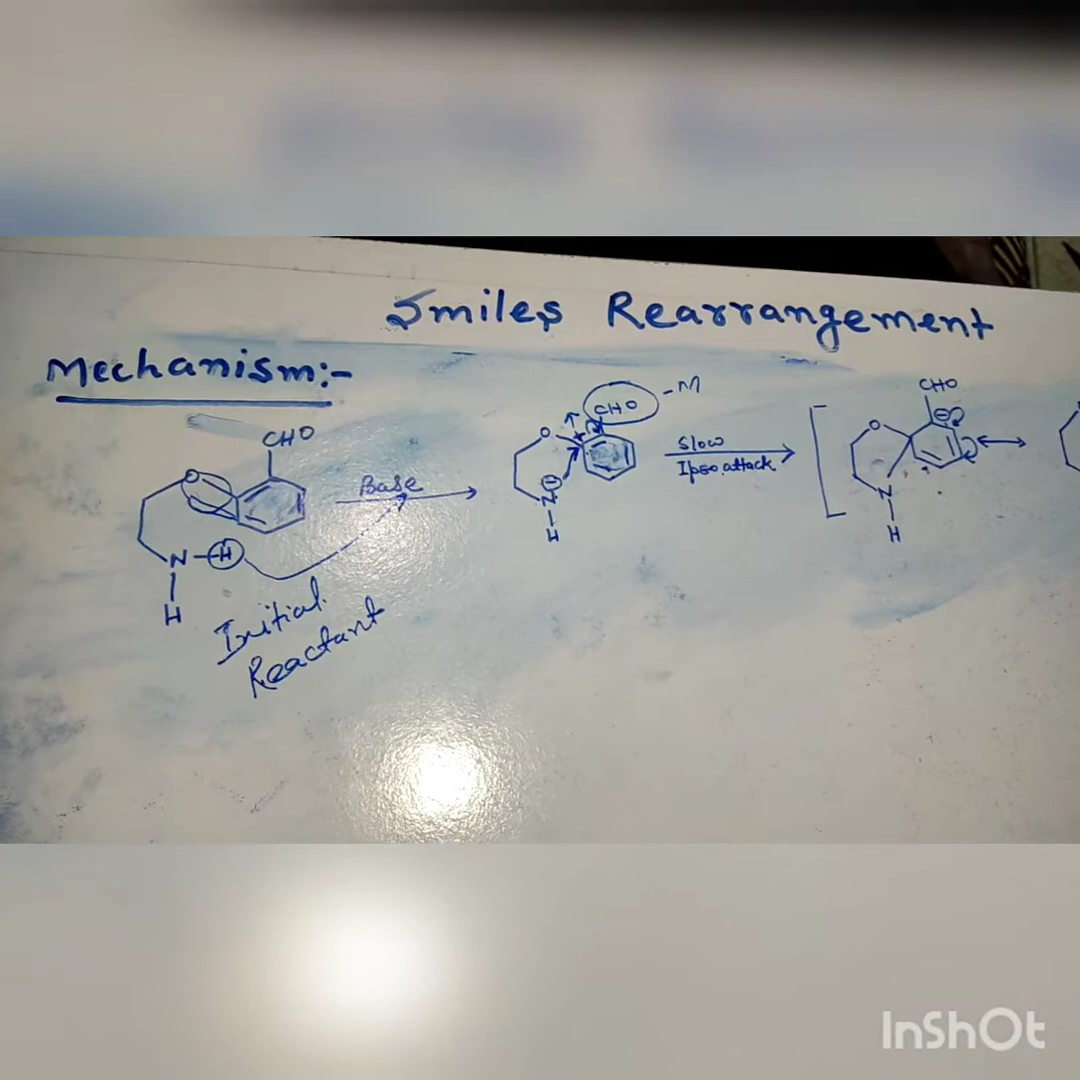 Smiles Rearrangement
Mechanism:-
CHO
O
N-H
H
Base
Initial
Reactant
CHO
-M
O
⊖
N
H
Slow
Ipso attack
CHO
O
⊖
N
H
InShOt